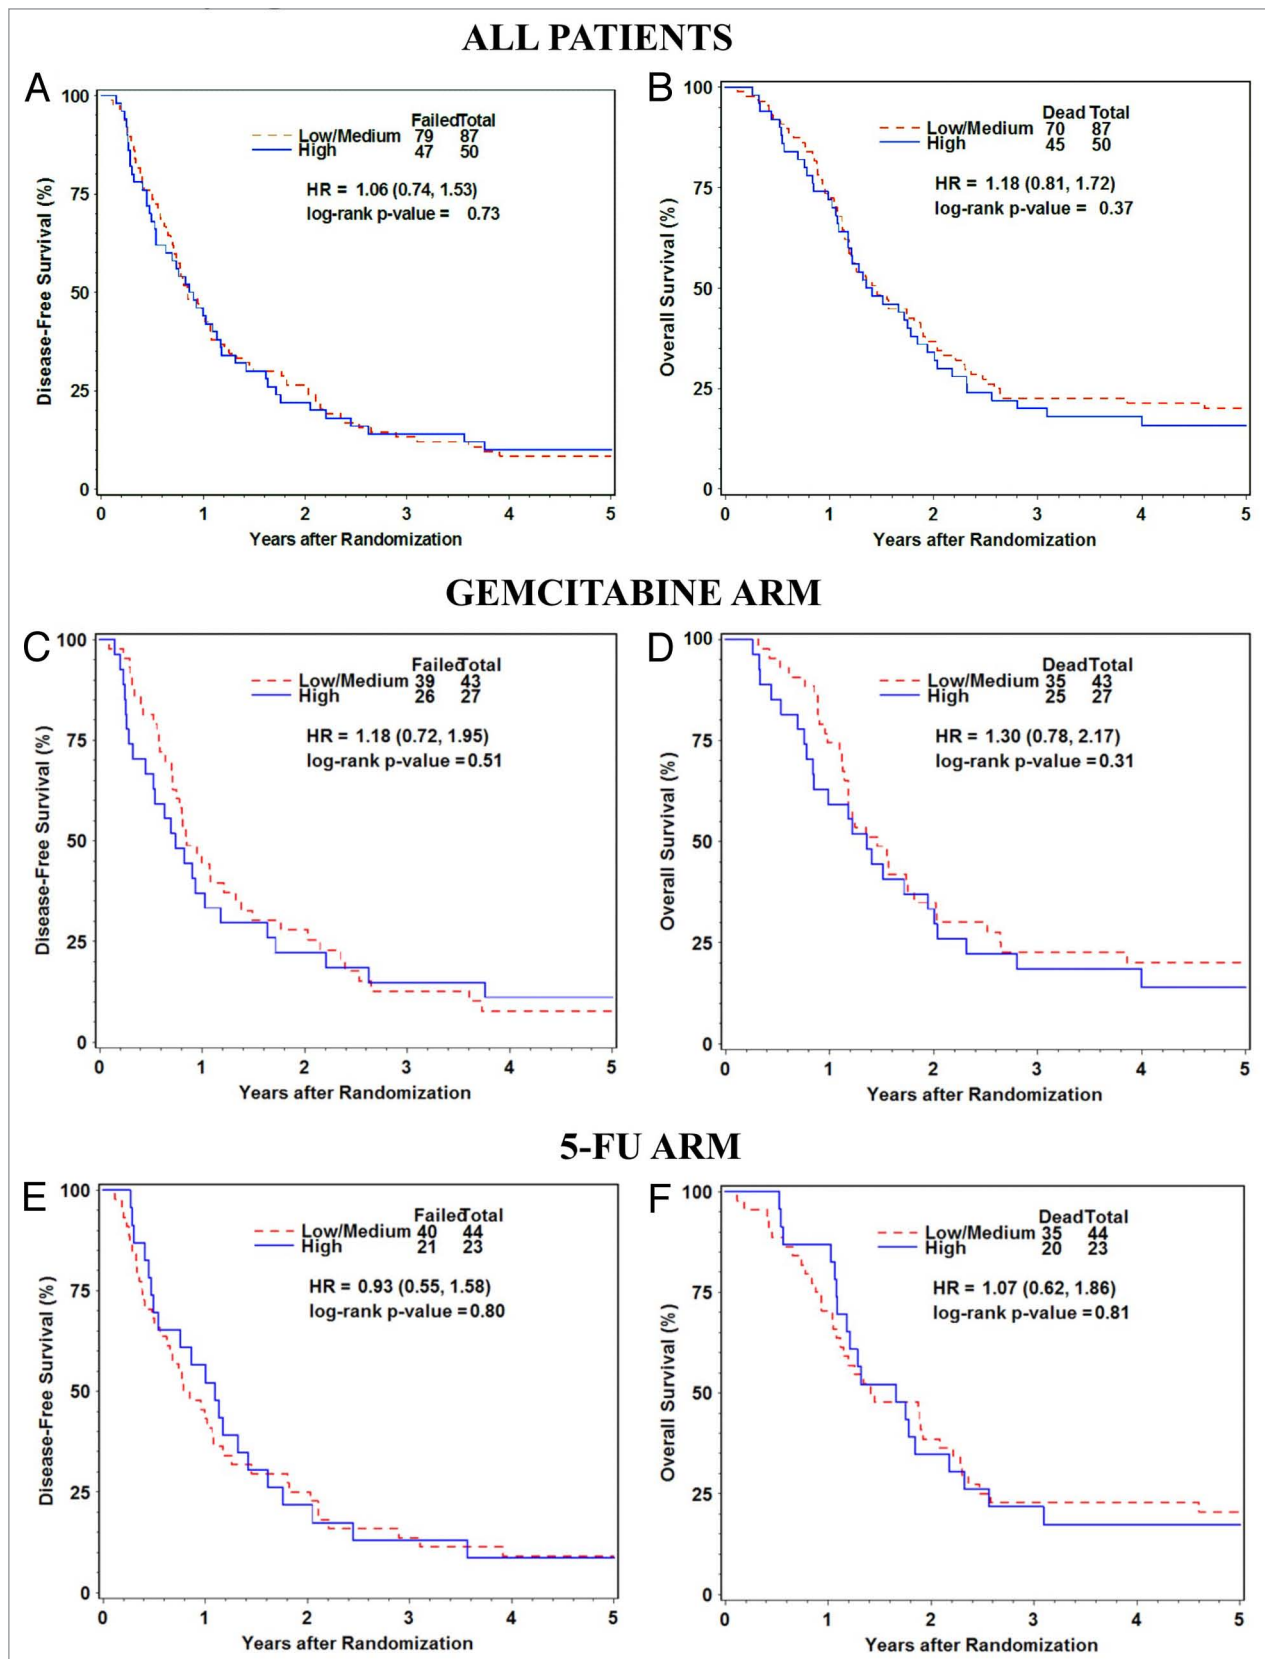 ALL PATIENTS
A
Failed Total
Low/Medium 79 87
High 47 50
HR = 1.06 (0.74, 1.53)
log-rank p-value = 0.73
Disease-Free Survival (%)
100
75
50
25
0
0 1 2 3 4 5
Years after Randomization
B
Dead Total
Low/Medium 70 87
High 45 50
HR = 1.18 (0.81, 1.72)
log-rank p-value = 0.37
Overall Survival (%)
100
75
50
25
0
0 1 2 3 4 5
Years after Randomization
GEMCITABINE ARM
C
Failed Total
Low/Medium 39 43
High 26 27
HR = 1.18 (0.72, 1.95)
log-rank p-value = 0.51
Disease-Free Survival (%)
100
75
50
25
0
0 1 2 3 4 5
Years after Randomization
D
Dead Total
Low/Medium 35 43
High 25 27
HR = 1.30 (0.78, 2.17)
log-rank p-value = 0.31
Overall Survival (%)
100
75
50
25
0
0 1 2 3 4 5
Years after Randomization
5-FU ARM
E
Failed Total
Low/Medium 40 44
High 21 23
HR = 0.93 (0.55, 1.58)
log-rank p-value = 0.80
Disease-Free Survival (%)
100
75
50
25
0
0 1 2 3 4 5
Years after Randomization
F
Dead Total
Low/Medium 35 44
High 20 23
HR = 1.07 (0.62, 1.86)
log-rank p-value = 0.81
Overall Survival (%)
100
75
50
25
0
0 1 2 3 4 5
Years after Randomization